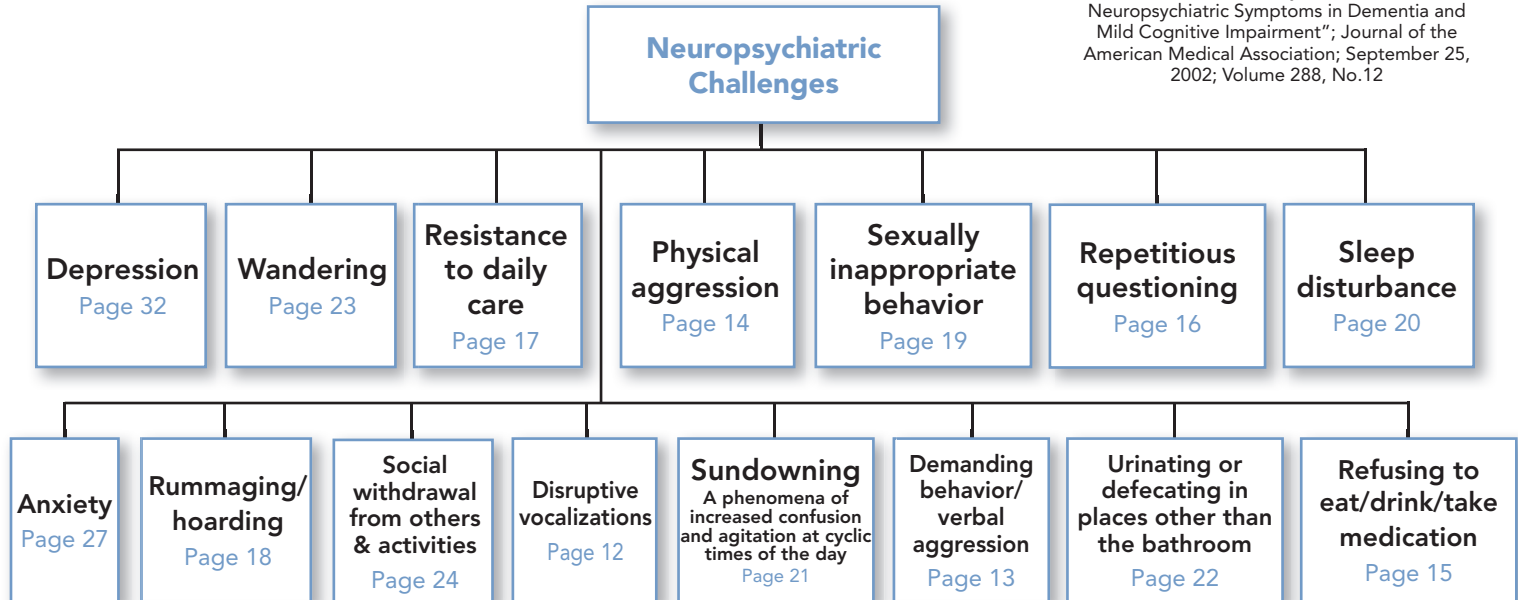 Neuropsychiatric Symptoms in Dementia and
Mild Cognitive Impairment”; Journal of the
American Medical Association; September 25,
2002; Volume 288, No.12
Neuropsychiatric
Challenges
Depression
Page 32
Wandering
Page 23
Resistance
to daily
care
Page 17
Physical
aggression
Page 14
Sexually
inappropriate
behavior
Page 19
Repetitious
questioning
Page 16
Sleep
disturbance
Page 20
Anxiety
Page 27
Rummaging/
hoarding
Page 18
Social
withdrawal
from others
& activities
Page 24
Disruptive
vocalizations
Page 12
Sundowning
A phenomena of
increased confusion
and agitation at cyclic
times of the day
Page 21
Demanding
behavior/
verbal
aggression
Page 13
Urinating or
defecating in
places other than
the bathroom
Page 22
Refusing to
eat/drink/take
medication
Page 15